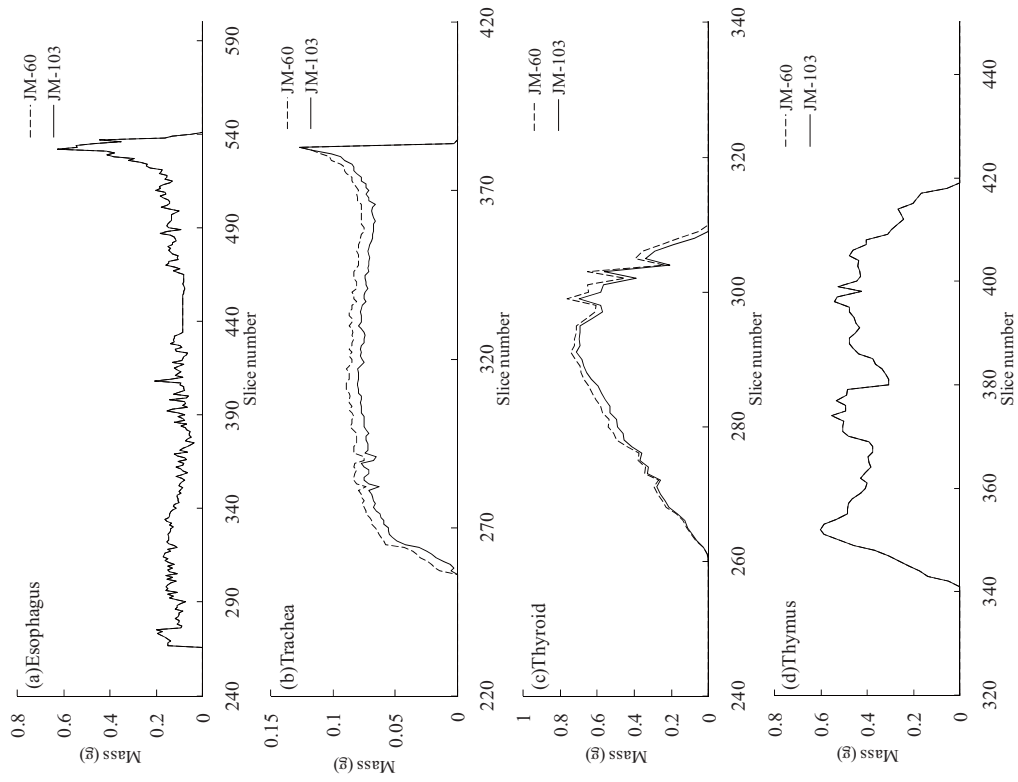 (a)Esophagus
JM-60
JM-103
Mass (g)
0.8
0.6
0.4
0.2
0
240
290
340
390
440
490
540
590
Slice number
(b)Trachea
JM-60
JM-103
Mass (g)
0.15
0.1
0.05
0
220
270
320
370
420
Slice number
(c)Thyroid
JM-60
JM-103
Mass (g)
1
0.8
0.6
0.4
0.2
0
240
260
280
300
320
340
Slice number
(d)Thymus
JM-60
JM-103
Mass (g)
0.8
0.6
0.4
0.2
0
320
340
360
380
400
420
440
Slice number